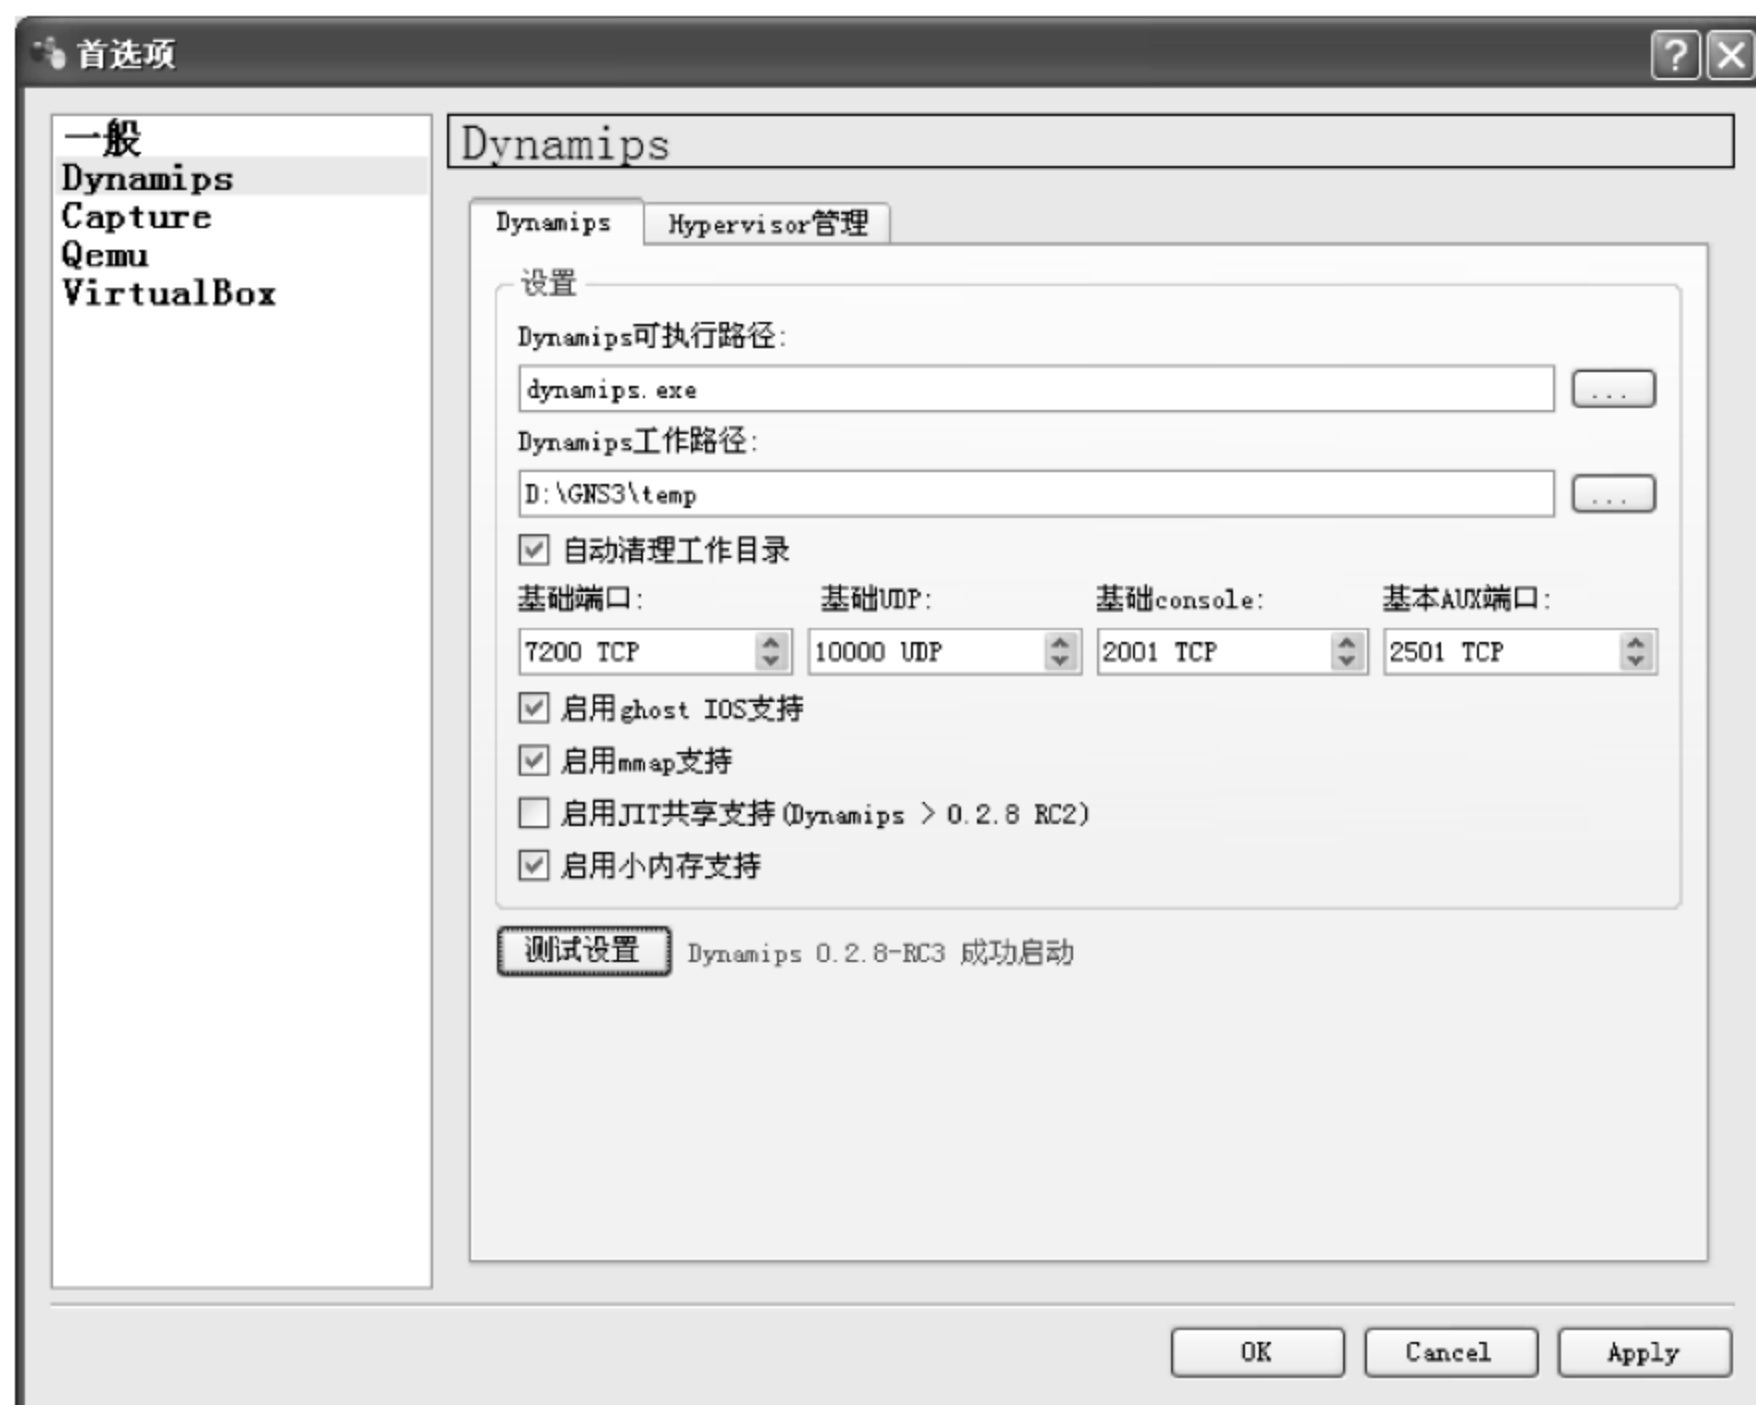 首选项
一般
Dynamips
Capture
Qemu
VirtualBox
Dynamips
Dynamips Hypervisor管理
设置
Dynamips可执行路径:
dynamips.exe ...
Dynamips工作路径:
D:\GNS3\temp ...
自动清理工作目录
基础端口: 基础UDP: 基础console: 基本AUX端口:
7200 TCP 10000 UDP 2001 TCP 2501 TCP
启用ghost IOS支持
启用mmap支持
启用JIT共享支持(Dynamips > 0.2.8 RC2)
启用小内存支持
测试设置 Dynamips 0.2.8-RC3 成功启动
OK Cancel Apply